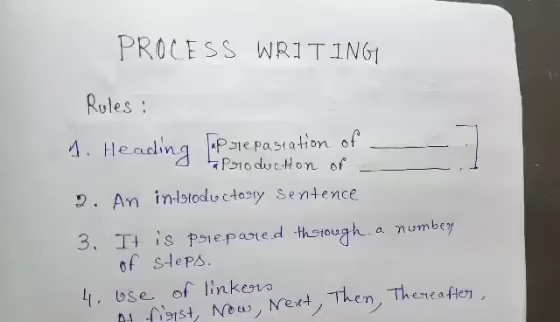 PROCESS WRITING
Rules :
1. Heading [• Preparation of ______
• Production of ______ ]
2. An introductory sentence
3. It is prepared through a number
of steps.
4. Use of linkers
At first, Now, Next, Then, Thereafter,